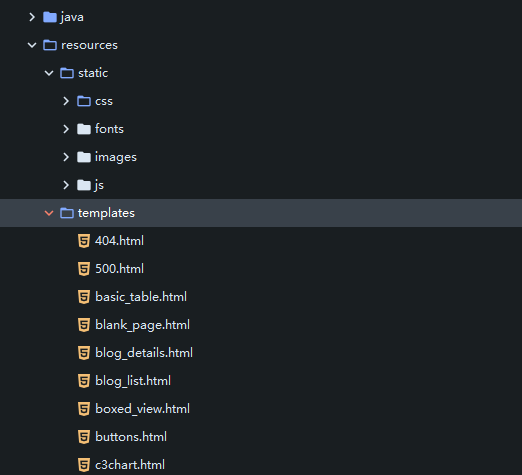 java
resources
static
css
fonts
images
js
templates
404.html
500.html
basic_table.html
blank_page.html
blog_details.html
blog_list.html
boxed_view.html
buttons.html
c3chart.html